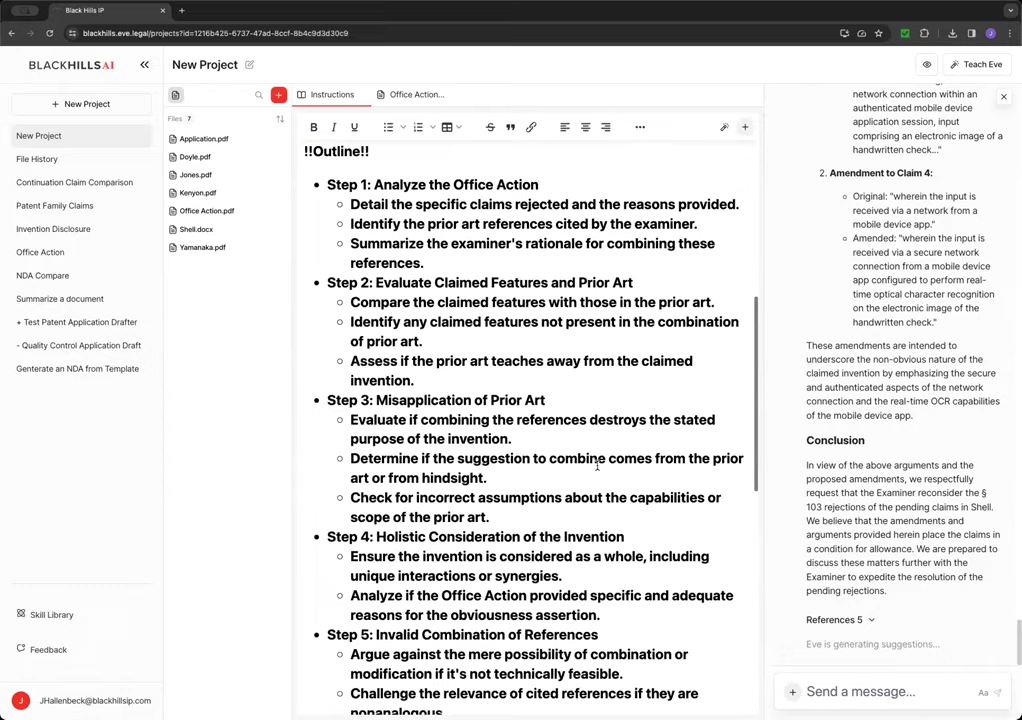 Black Hills IP
blackhills.eve.legal/projects?id=1216b425-6737-47ad-8ccf-8b4c9d3d30c9
BLACKHILLS AI
New Project
Teach Eve
New Project
New Project
File History
Continuation Claim Comparison
Patent Family Claims
Invention Disclosure
Office Action
NDA Compare
Summarize a document
+ Test Patent Application Drafter
- Quality Control Application Draft
Genterate an NDA from Template
Skill Library
Feedback
J
JHallenbeck@blackhillsip.com
Files 7
Application.pdf
Doyle.pdf
Jones.pdf
Kenyon.pdf
Office Action.pdf
Shell.docx
Yamanaka.pdf
Instructions
Office Action...
B I U S
!!Outline!!
• Step 1: Analyze the Office Action
Detail the specific claims rejected and the reasons provided.
Identify the prior art references cited by the examiner.
Summarize the examiner's rationale for combining these
references.
• Step 2: Evaluate Claimed Features and Prior Art
Compare the claimed features with those in the prior art.
Identify any claimed features not present in the combination
of prior art.
Assess if the prior art teaches away from the claimed
invention.
• Step 3: Misapplication of Prior Art
Evaluate if combining the references destroys the stated
purpose of the invention.
Determine if the suggestion to combine comes from the prior
art or from hindsight.
Check for incorrect assumptions about the capabilities or
scope of the prior art.
• Step 4: Holistic Consideration of the Invention
Ensure the invention is considered as a whole, including
unique interactions or synergies.
Analyze if the Office Action provided specific and adequate
reasons for the obviousness assertion.
• Step 5: Invalid Combination of References
Argue against the mere possibility of combination or
modification if it's not technically feasible.
Challenge the relevance of cited references if they are
nonanalogous.
network connection within an
authenticated mobile device
application session, input
comprising an electronic image of a
handwritten check..."
2. Amendment to Claim 4:
Original: "wherein the input is
received via a network from a
mobile device app."
Amended: "wherein the input is
received via a secure network
connection from a mobile device
app configured to perform real-
time optical character recognition
on the electronic image of the
handwritten check."
These amendments are intended to
underscore the non-obvious nature of the
claimed invention by emphasizing the secure
and authenticated aspects of the network
connection and the real-time OCR capabilities
of the mobile device app.
Conclusion
In view of the above arguments and the
proposed amendments, we respectfully
request that the Examiner reconsider the §
103 rejections of the pending claims in Shell.
We believe that the amendments and
arguments provided herein place the claims in
a condition for allowance. We are prepared to
discuss these matters further with the
Examiner to expedite the resolution of the
pending rejections.
References 5
Eve is generating suggestions...
Send a message...
Aa